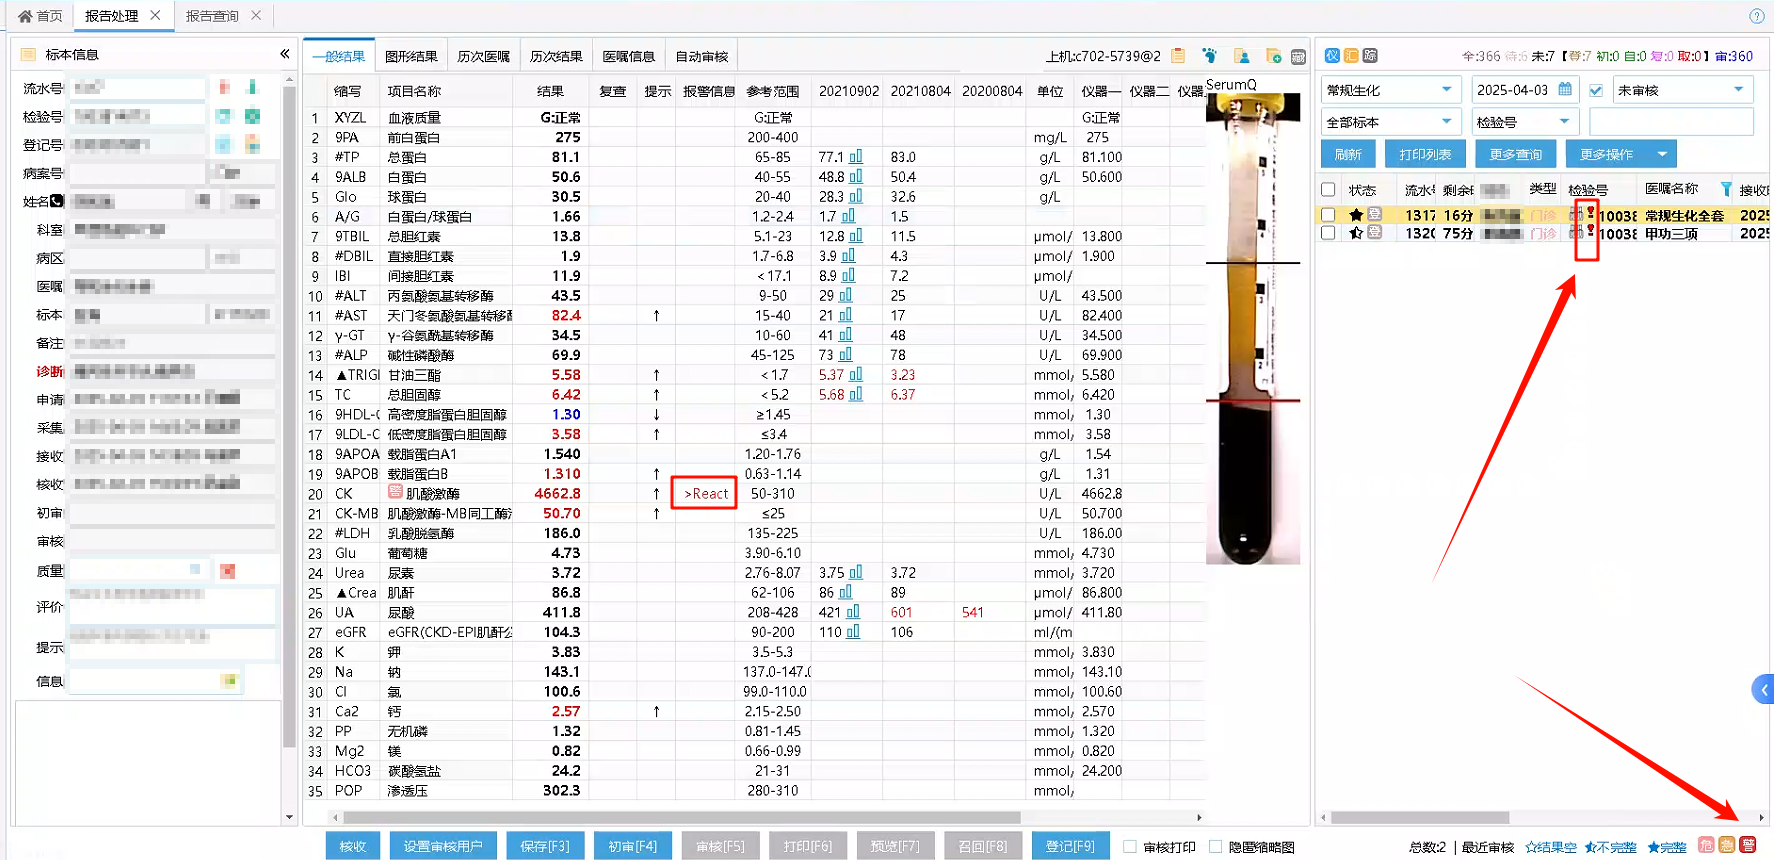 首页 报告处理 × 报告查询 ×
标本信息
流水号
检验号
登记号
病案号
姓名
科室
病区
医嘱
标本
备注
诊断
申请
采集
接收
核收
初审
审核
质量
评价
提示
信息
一般结果 图形结果 历次医嘱 历次结果 医嘱信息 自动审核 上机:c702-5739@2
缩写 项目名称 结果 复查 提示 报警信息 参考范围 20210902 20210804 20200804 单位 仪器一 仪器二 仪器
1 XYZL 血液质量 G:正常 G:正常 G:正常
2 9PA 前白蛋白 275 200-400 mg/L 275
3 #TP 总蛋白 81.1 65-85 77.1 83.0 g/L 81.100
4 9ALB 白蛋白 50.6 40-55 48.8 50.4 g/L 50.600
5 Glo 球蛋白 30.5 20-40 28.3 32.6 g/L
6 A/G 白蛋白/球蛋白 1.66 1.2-2.4 1.7 1.5
7 9TBIL 总胆红素 13.8 5.1-23 12.8 11.5 μmol/ 13.800
8 #DBIL 直接胆红素 1.9 1.7-6.8 3.9 4.3 μmol/ 1.900
9 IBI 间接胆红素 11.9 <17.1 8.9 7.2 μmol/
10 #ALT 丙氨酸氨基转移酶 43.5 9-50 29 25 U/L 43.500
11 #AST 天门冬氨酸氨基转移酶 82.4 ↑ 15-40 21 17 U/L 82.400
12 γ-GT γ-谷氨酰基转移酶 34.5 10-60 41 48 U/L 34.500
13 #ALP 碱性磷酸酶 69.9 45-125 73 78 U/L 69.900
14 ▲TRIG 甘油三酯 5.58 ↑ <1.7 5.37 3.23 mmol/ 5.580
15 TC 总胆固醇 6.42 ↑ <5.2 5.68 6.37 mmol/ 6.420
16 9HDL-C 高密度脂蛋白胆固醇 1.30 ↓ ≥1.45 mmol/ 1.30
17 9LDL-C 低密度脂蛋白胆固醇 3.58 ↑ ≤3.4 mmol/ 3.58
18 9APOA 载脂蛋白A1 1.540 1.20-1.76 g/L 1.54
19 9APOB 载脂蛋白B 1.310 ↑ 0.63-1.14 g/L 1.31
20 CK 警 肌酸激酶 4662.8 ↑ >React 50-310 U/L 4662.8
21 CK-MB 肌酸激酶-MB同工酶 50.70 ↑ ≤25 U/L 50.700
22 #LDH 乳酸脱氢酶 186.0 135-225 U/L 186.00
23 Glu 葡萄糖 4.73 3.90-6.10 mmol/ 4.730
24 Urea 尿素 3.72 2.76-8.07 3.75 3.72 mmol/ 3.720
25 ▲Crea 肌酐 86.8 62-106 86 89 μmol/ 86.800
26 UA 尿酸 411.8 208-428 421 601 541 μmol/ 411.80
27 eGFR eGFR(CKD-EPI肌酐公 104.3 90-200 110 106 ml/(m
28 K 钾 3.83 3.5-5.3 mmol/ 3.830
29 Na 钠 143.1 137.0-147.0 mmol/ 143.10
30 Cl 氯 100.6 99.0-110.0 mmol/ 100.60
31 Ca2 钙 2.57 ↑ 2.15-2.50 mmol/ 2.570
32 PP 无机磷 1.32 0.81-1.45 mmol/ 1.320
33 Mg2 镁 0.82 0.66-0.99 mmol/ 0.820
34 HCO3 碳酸氢盐 24.2 21-31 mmol/ 24.200
35 POP 渗透压 302.3 280-310 mmol/
SerumQ
仪 汇 踪 全:366 待:6 未:7【登:7 初:0 自:0 复:0 取:0】审:360
常规生化 2025-04-03 未审核
全部标本 检验号
刷新 打印列表 更多查询 更多操作
状态 流水号 剩余时 类型 检验号 医嘱名称 接收时
★ 登 1317 16分 门诊 10038 常规生化全套 2025
登 1320 75分 门诊 10038 甲功三项 2025
核收 设置审核用户 保存[F3] 初审[F4] 审核[F5] 打印[F6] 预览[F7] 召回[F8] 登记[F9] 审核打印 隐匿缩略图
总数:2 | 最近审核 ☆结果空 不完整 ★完整 危 急 警